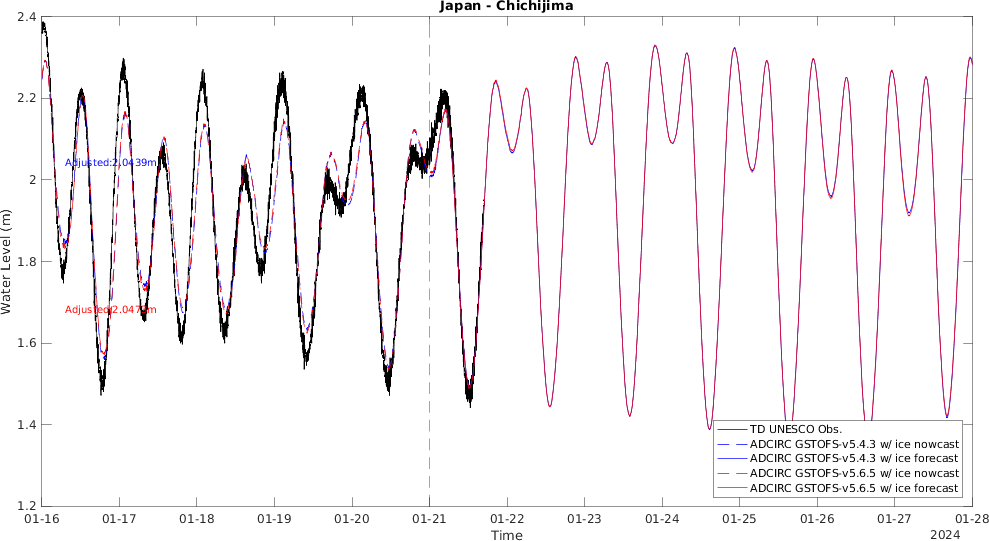 Japan - Chichijima
2.4
2.2
2
1.8
1.6
1.4
1.2
Water Level (m)
Adjusted:2.0439m
TD UNESCO Obs.
ADCIRC GSTOFS-v5.4.3 w/ ice nowcast
ADCIRC GSTOFS-v5.4.3 w/ ice forecast
ADCIRC GSTOFS-v5.6.5 w/ ice nowcast
ADCIRC GSTOFS-v5.6.5 w/ ice forecast
01-16 01-17 01-18 01-19 01-20 01-21 01-22 01-23 01-24 01-25 01-26 01-27 01-28
Time
2024